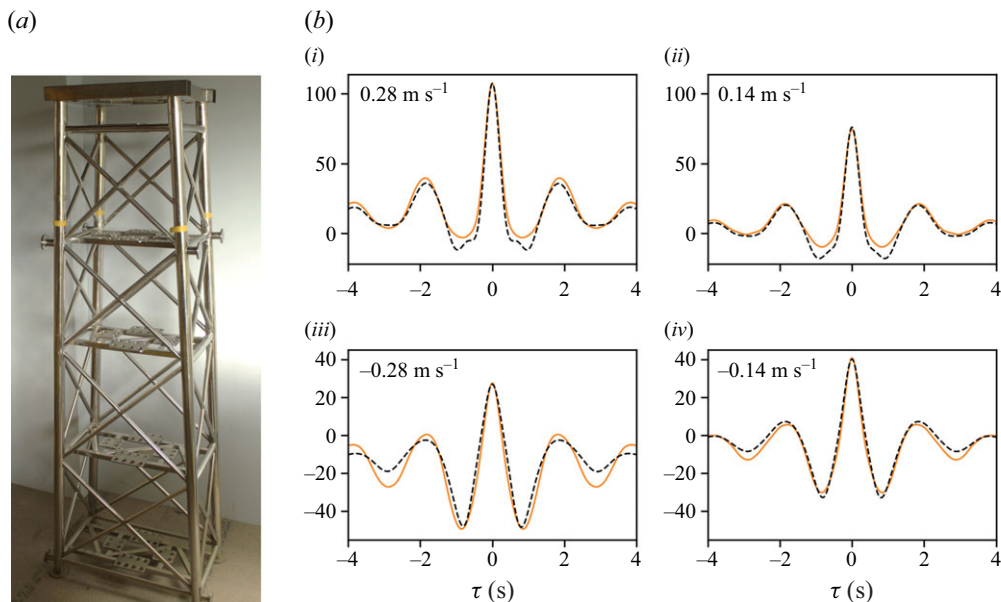 (a)
(b)
(i)
(ii)
100
50
0
0.28 m s⁻¹
–4 –2 0 2 4
100
50
0
0.14 m s⁻¹
–4 –2 0 2 4
(iii)
(iv)
40
20
0
–20
–40
–0.28 m s⁻¹
–4 –2 0 2 4
τ (s)
40
20
0
–20
–40
–0.14 m s⁻¹
–4 –2 0 2 4
τ (s)